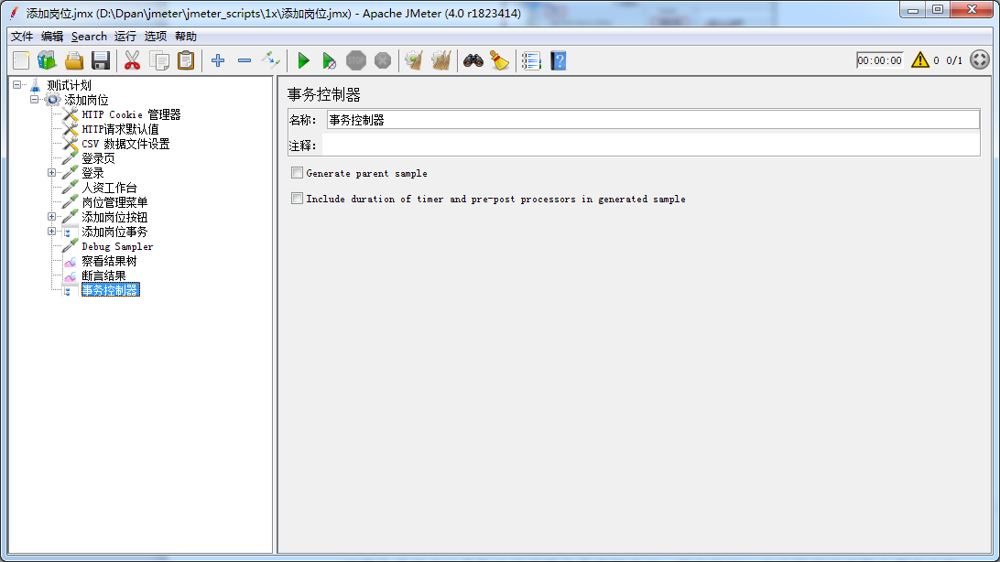 添加岗位.jmx (D:\Dpan\jmeter\jmeter_scripts\1x\添加岗位.jmx) - Apache JMeter (4.0 r1823414)
文件 编辑 Search 运行 选项 帮助
STOP 00:00:00 0 0/1
测试计划
添加岗位
HTTP Cookie 管理器
HTTP请求默认值
CSV 数据文件设置
登录页
登录
人资工作台
岗位管理菜单
添加岗位按钮
添加岗位事务
Debug Sampler
察看结果树
断言结果
事务控制器
事务控制器
名称： 事务控制器
注释：
Generate parent sample
Include duration of timer and pre-post processors in generated sample